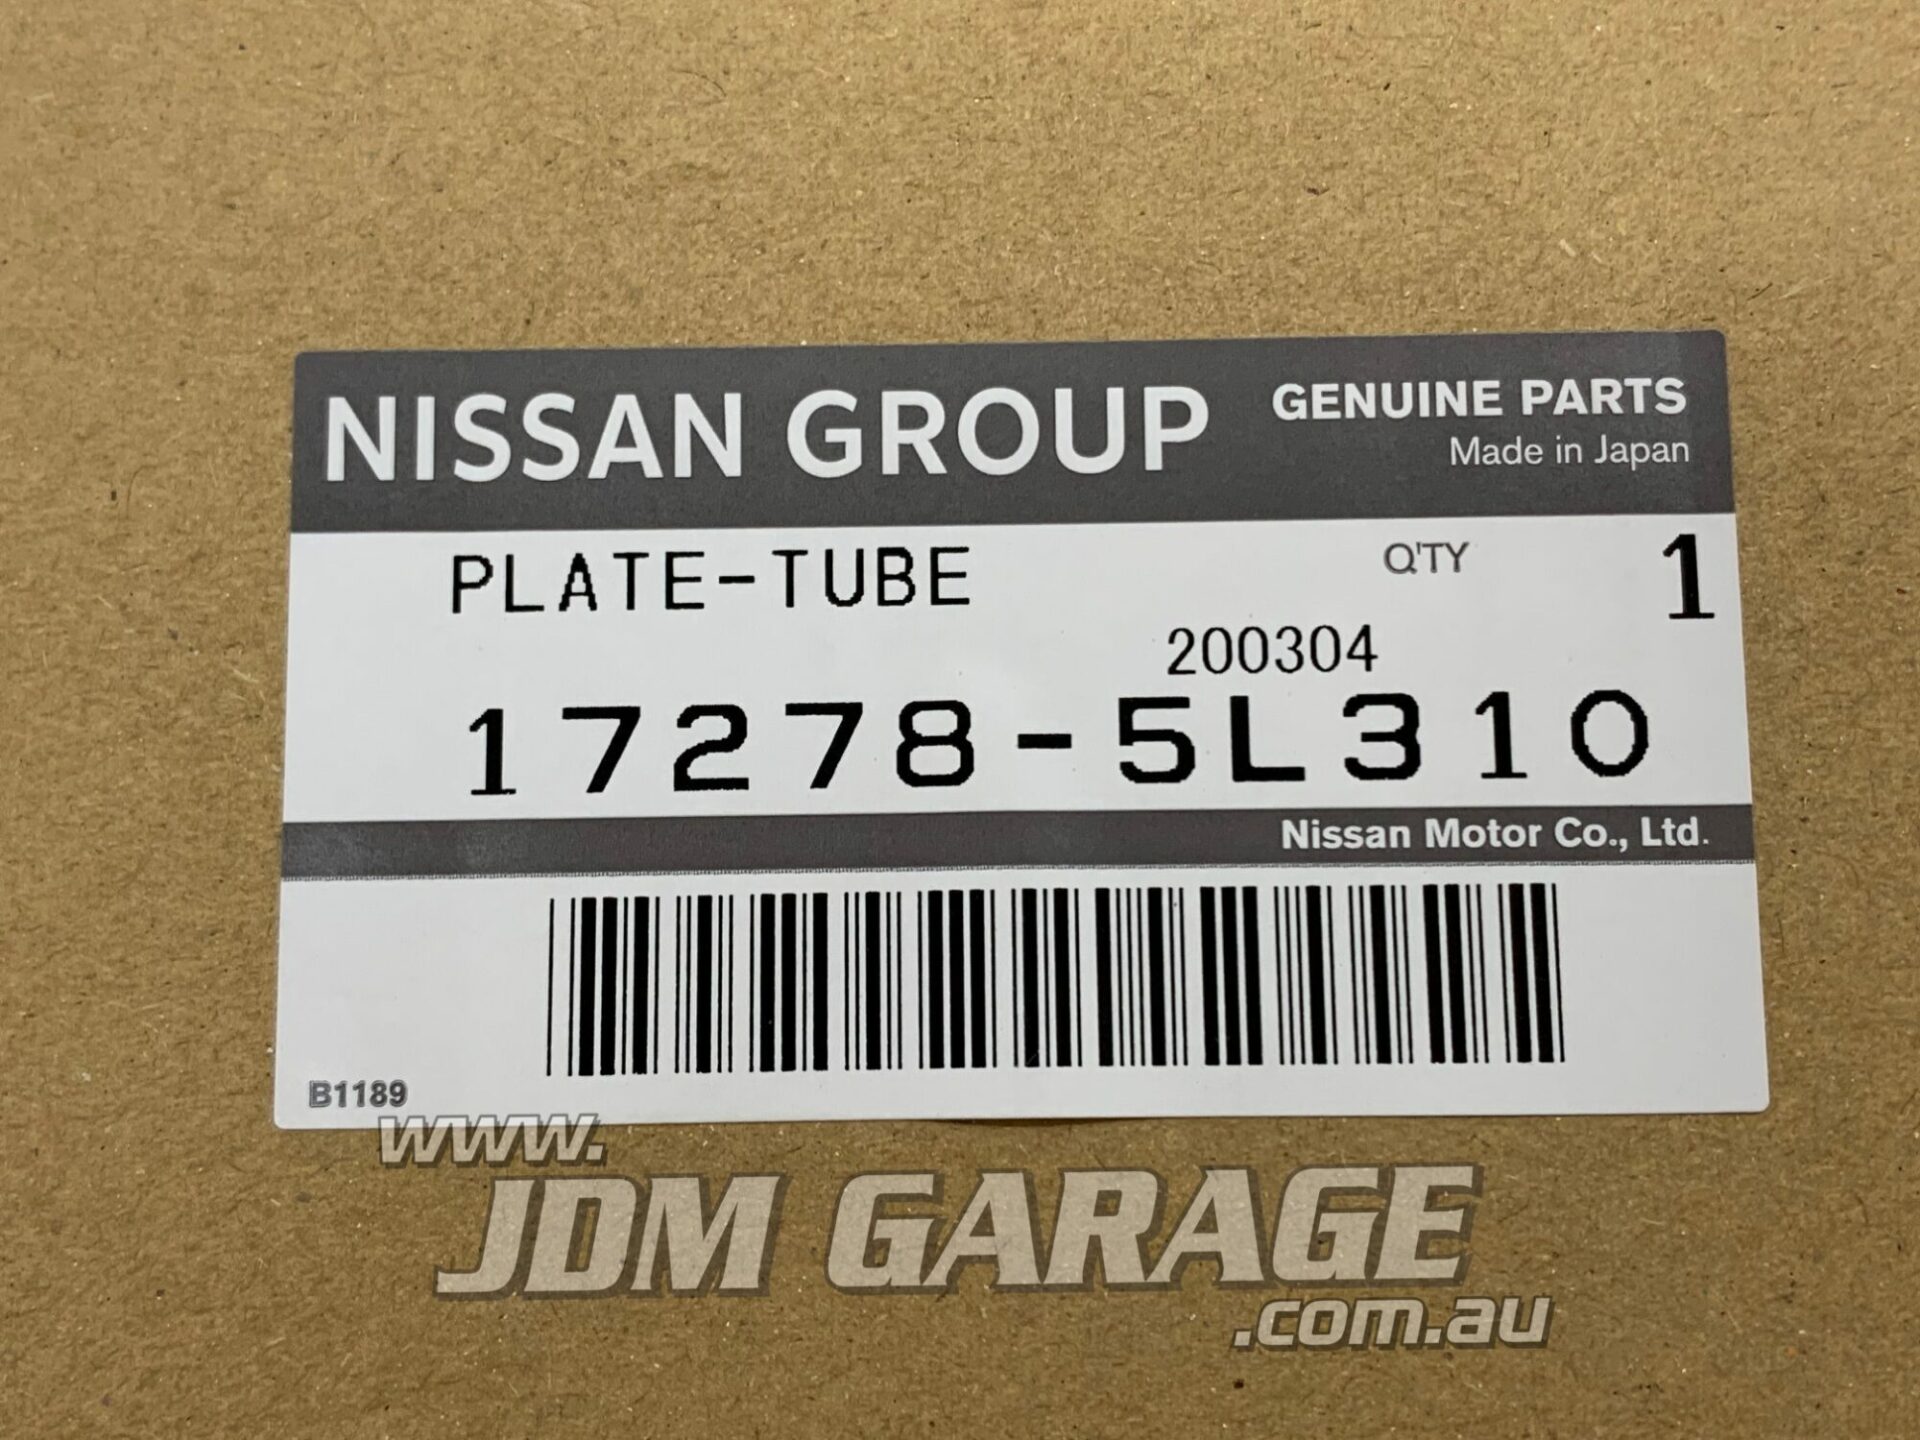 NISSAN GROUP GENUINE PARTS
Made in Japan
PLATE-TUBE Q'TY 1
200304
17278-5L310
Nissan Motor Co., Ltd.
B1189
www.
JDM GARAGE
.com.au